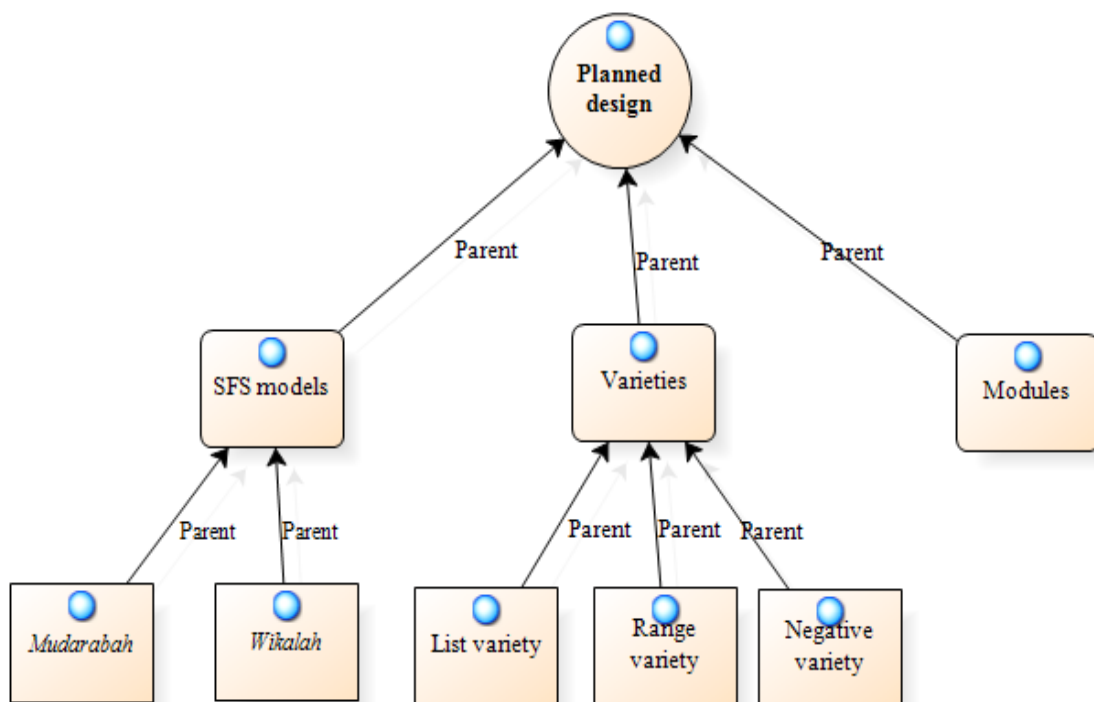 Planned
design
Parent
Parent
Parent
SFS models
Varieties
Modules
Parent
Parent
Parent
Parent
Parent
Mudarabah
Wikalah
List variety
Range
variety
Negative
variety